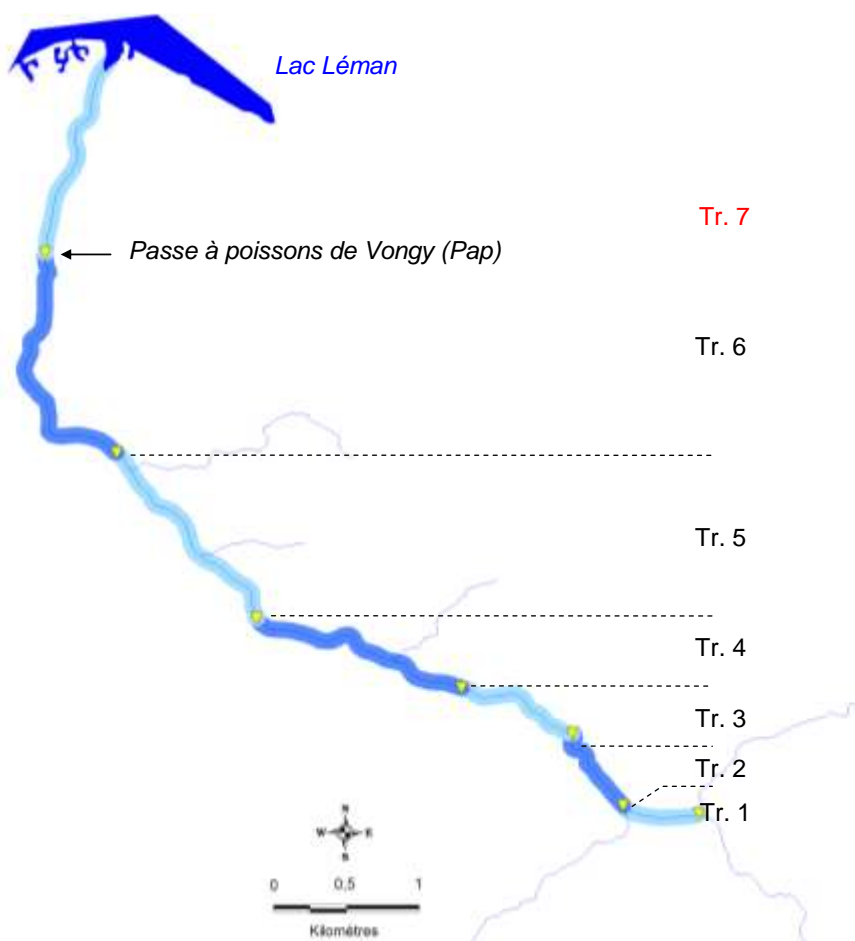 Lac Léman
Tr. 7
Passe à poissons de Vongy (Pap)
Tr. 6
Tr. 5
Tr. 4
Tr. 3
Tr. 2
Tr. 1
N
W E
S
0 0,5 1
Kilomètres